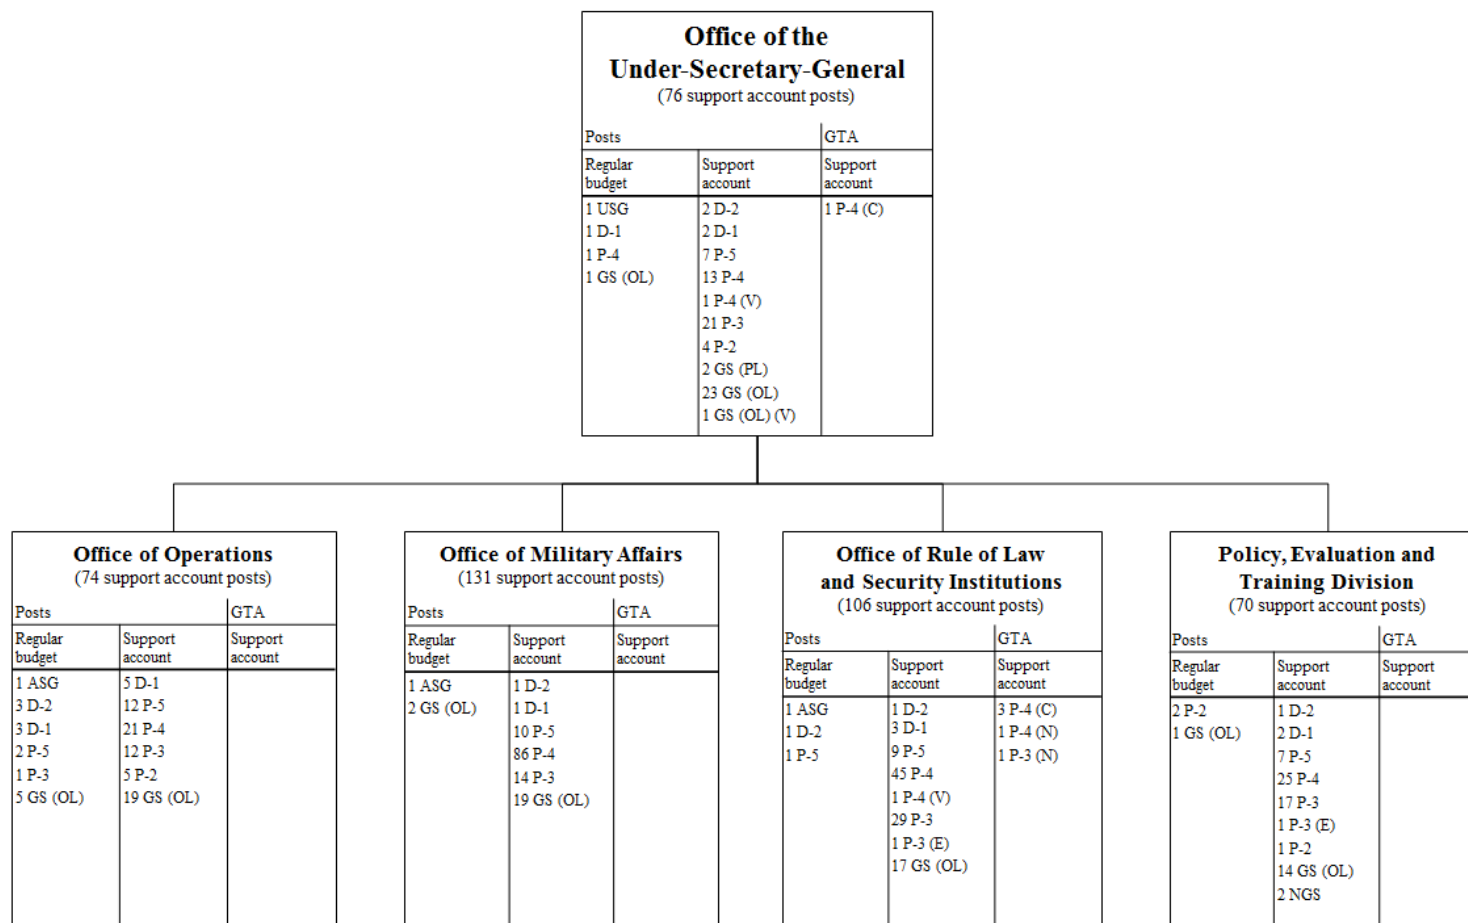 Office of the
Under-Secretary-General
(76 support account posts)
Posts GTA
Regular budget Support account Support account
1 USG 2 D-2 1 P-4 (C)
1 D-1 2 D-1
1 P-4 7 P-5
1 GS (OL) 13 P-4
1 P-4 (V)
21 P-3
4 P-2
2 GS (PL)
23 GS (OL)
1 GS (OL) (V)
Office of Operations
(74 support account posts)
Posts GTA
Regular Support Support
budget account account
1 ASG 5 D-1
3 D-2 12 P-5
3 D-1 21 P-4
2 P-5 12 P-3
1 P-3 5 P-2
5 GS (OL) 19 GS (OL)
Office of Military Affairs
(131 support account posts)
Posts GTA
Regular Support Support
budget account account
1 ASG 1 D-2
2 GS (OL) 1 D-1
10 P-5
86 P-4
14 P-3
19 GS (OL)
Office of Rule of Law
and Security Institutions
(106 support account posts)
Posts GTA
Regular Support Support
budget account account
1 ASG 1 D-2 3 P-4 (C)
1 D-2 3 D-1 1 P-4 (N)
1 P-5 9 P-5 1 P-3 (N)
45 P-4
1 P-4 (V)
29 P-3
1 P-3 (E)
17 GS (OL)
Policy, Evaluation and
Training Division
(70 support account posts)
Posts GTA
Regular Support Support
budget account account
2 P-2 1 D-2
1 GS (OL) 2 D-1
7 P-5
25 P-4
17 P-3
1 P-3 (E)
1 P-2
14 GS (OL)
2 NGS